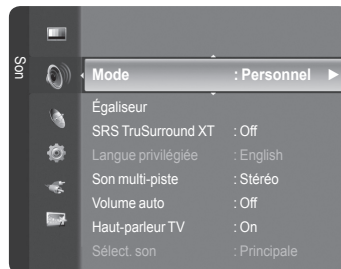 Son
Mode : Personnel
Égaliseur
SRS TruSurround XT : Off
Langue privilégiée : English
Son multi-piste : Stéréo
Volume auto : Off
Haut-parleur TV : On
Sélect. son : Principale